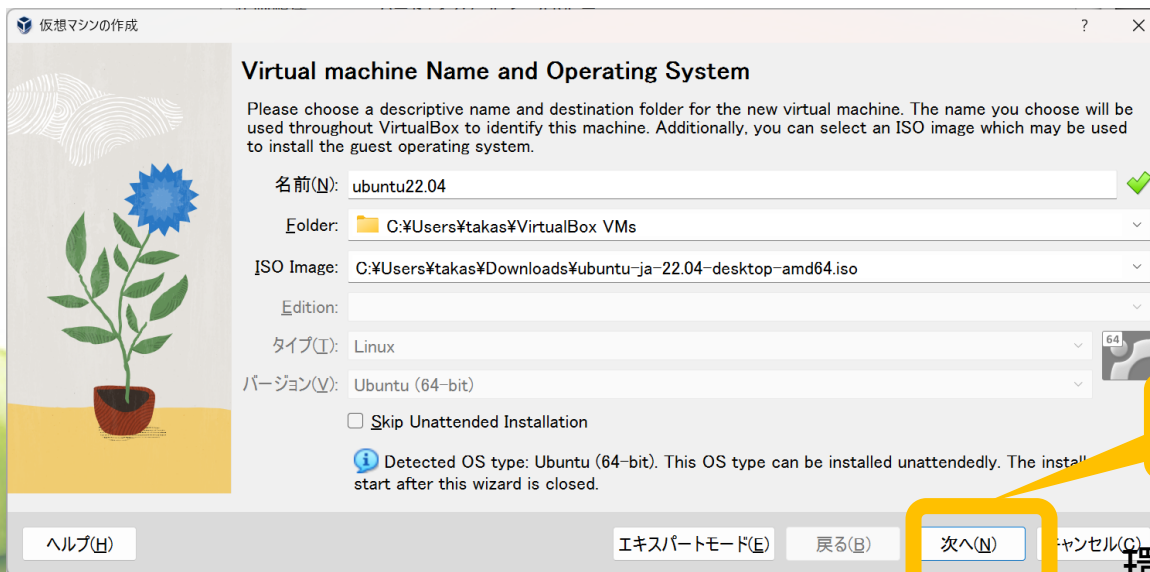 仮想マシンの作成
?
Virtual machine Name and Operating System
Please choose a descriptive name and destination folder for the new virtual machine. The name you choose will be
used throughout VirtualBox to identify this machine. Additionally, you can select an ISO image which may be used
to install the guest operating system.
名前(N): ubuntu22.04
Folder: C:¥Users¥takas¥VirtualBox VMs
ISO Image: C:¥Users¥takas¥Downloads¥ubuntu-ja-22.04-desktop-amd64.iso
Edition:
タイプ(T): Linux
64
バージョン(V): Ubuntu (64-bit)
Skip Unattended Installation
Detected OS type: Ubuntu (64-bit). This OS type can be installed unattendedly. The install
start after this wizard is closed.
ヘルプ(H) エキスパートモード(E) 戻る(B) 次へ(N) ャンセル(C)